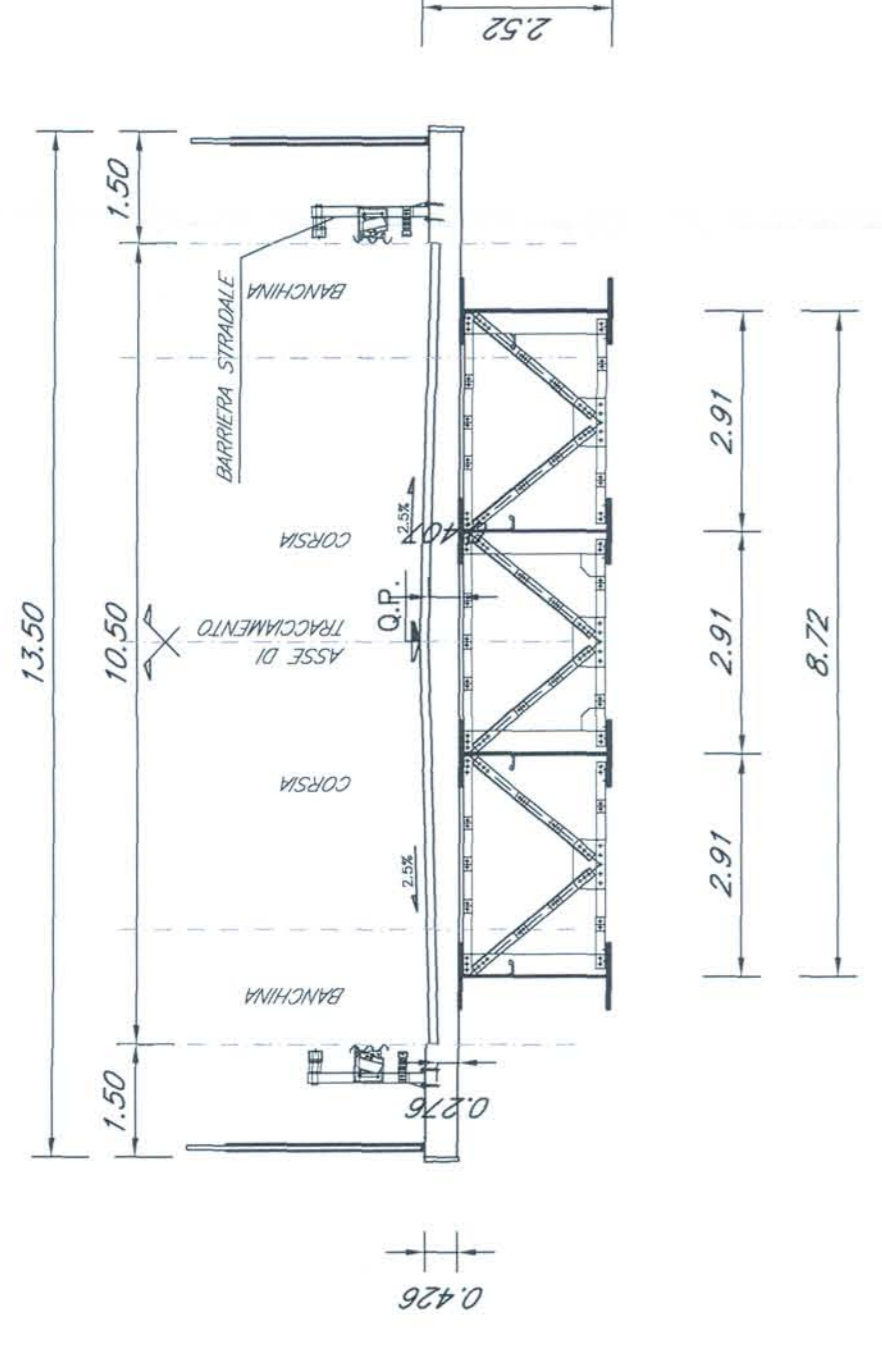 13.50
1.50
10.50
1.50
BARRIERA STRADALE
BANCHINA
CORSIA
ASSE DI
TRACCIAMENTO
CORSIA
BANCHINA
2.5%
Q.P.
2.5%
0.276
0.426
2.52
2.91
2.91
2.91
8.72